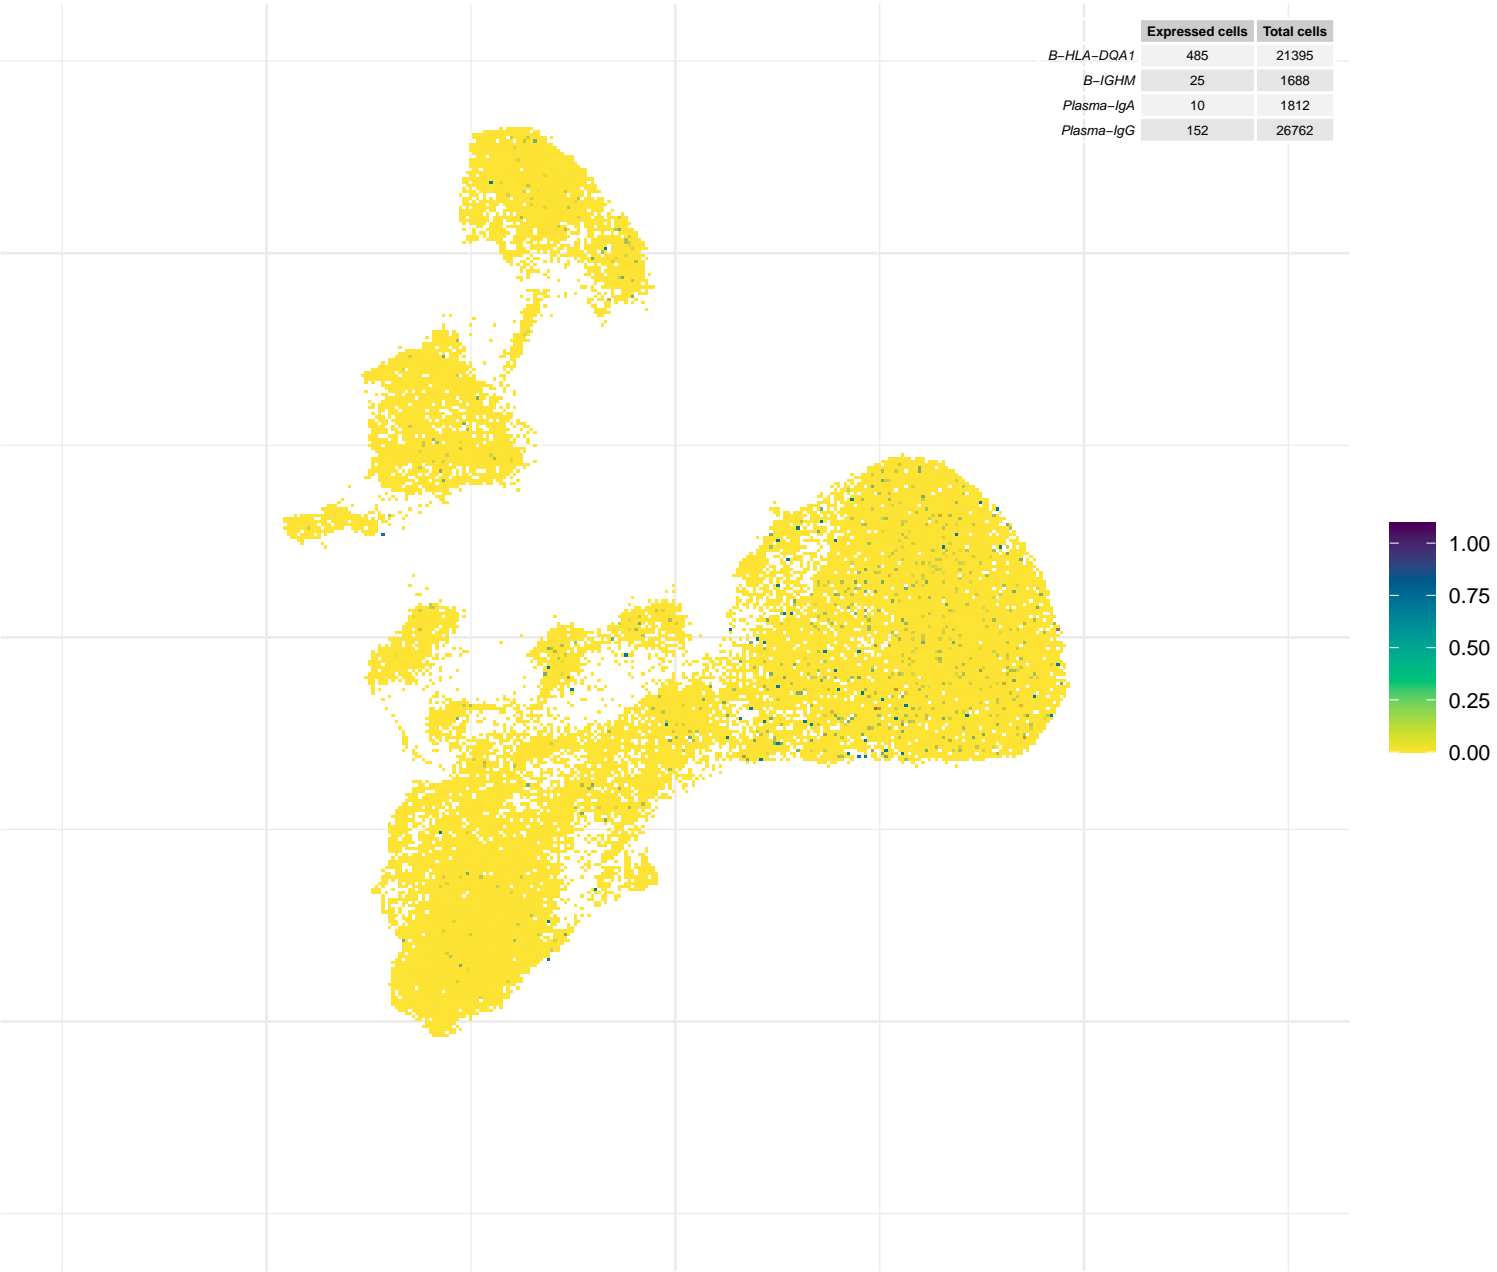 Expressed cells Total cells
B−HLA−DQA1 485 21395
B−IGHM 25 1688
Plasma−IgA 10 1812
Plasma−IgG 152 26762
1.00
0.75
0.50
0.25
0.00